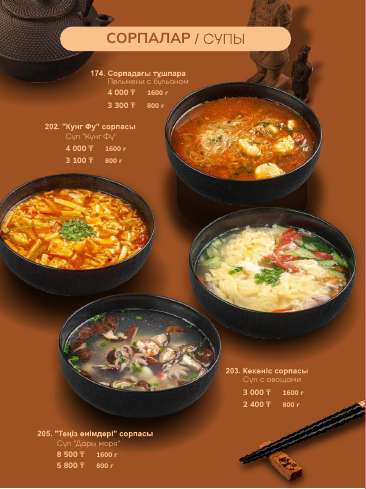 СОРПАЛАР / СУПЫ
174. Сорпадағы тұшпара
Пельмени с бульоном
4 000 ₸ 1600 г
3 300 ₸ 800 г
202. "Кунг Фу" сорпасы
Суп "Кунг Фу"
4 000 ₸ 1600 г
3 100 ₸ 800 г
203. Көкөніс сорпасы
Суп с овощами
3 000 ₸ 1600 г
2 400 ₸ 800 г
205. "Теңіз өнімдері" сорпасы
Суп "Дары моря"
8 500 ₸ 1600 г
5 800 ₸ 800 г